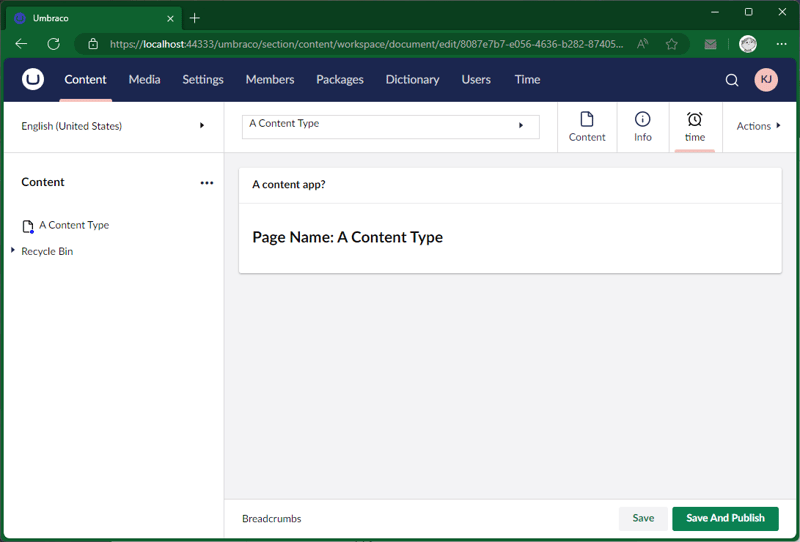 Umbraco
https://localhost:44333/umbraco/section/content/workspace/document/edit/8087e7b7-e056-4636-b282-87405...
Content Media Settings Members Packages Dictionary Users Time KJ
English (United States)
A Content Type
Content
Info
time
Actions
Content
A Content Type
Recycle Bin
A content app?
Page Name: A Content Type
Breadcrumbs
Save
Save And Publish